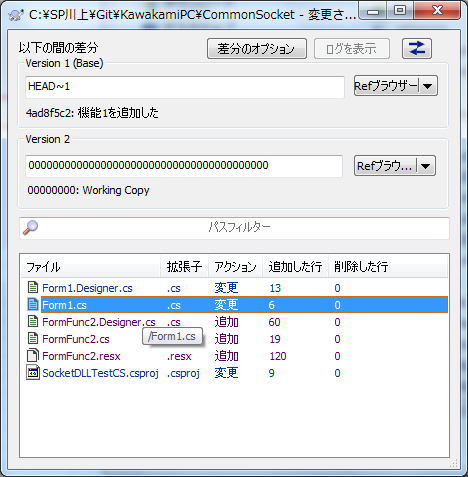 C:¥SP川上¥Git¥KawakamiPC¥CommonSocket - 変更さ...
以下の間の差分
差分のオプション
ログを表示
Version 1 (Base)
HEAD~1
Refブラウザー
4ad8f5c2: 機能1を追加した
Version 2
0000000000000000000000000000000000000000
Refブラウ...
00000000: Working Copy
パスフィルター
ファイル 拡張子 アクション 追加した行 削除した行
Form1.Designer.cs .cs 変更 13 0
Form1.cs .cs 変更 6 0
FormFunc2.Designer.cs .cs 追加 60 0
FormFunc2.cs .cs 追加 19 0
/Form1.cs
FormFunc2.resx .resx 追加 120 0
SocketDLLTestCS.csproj .csproj 変更 9 0